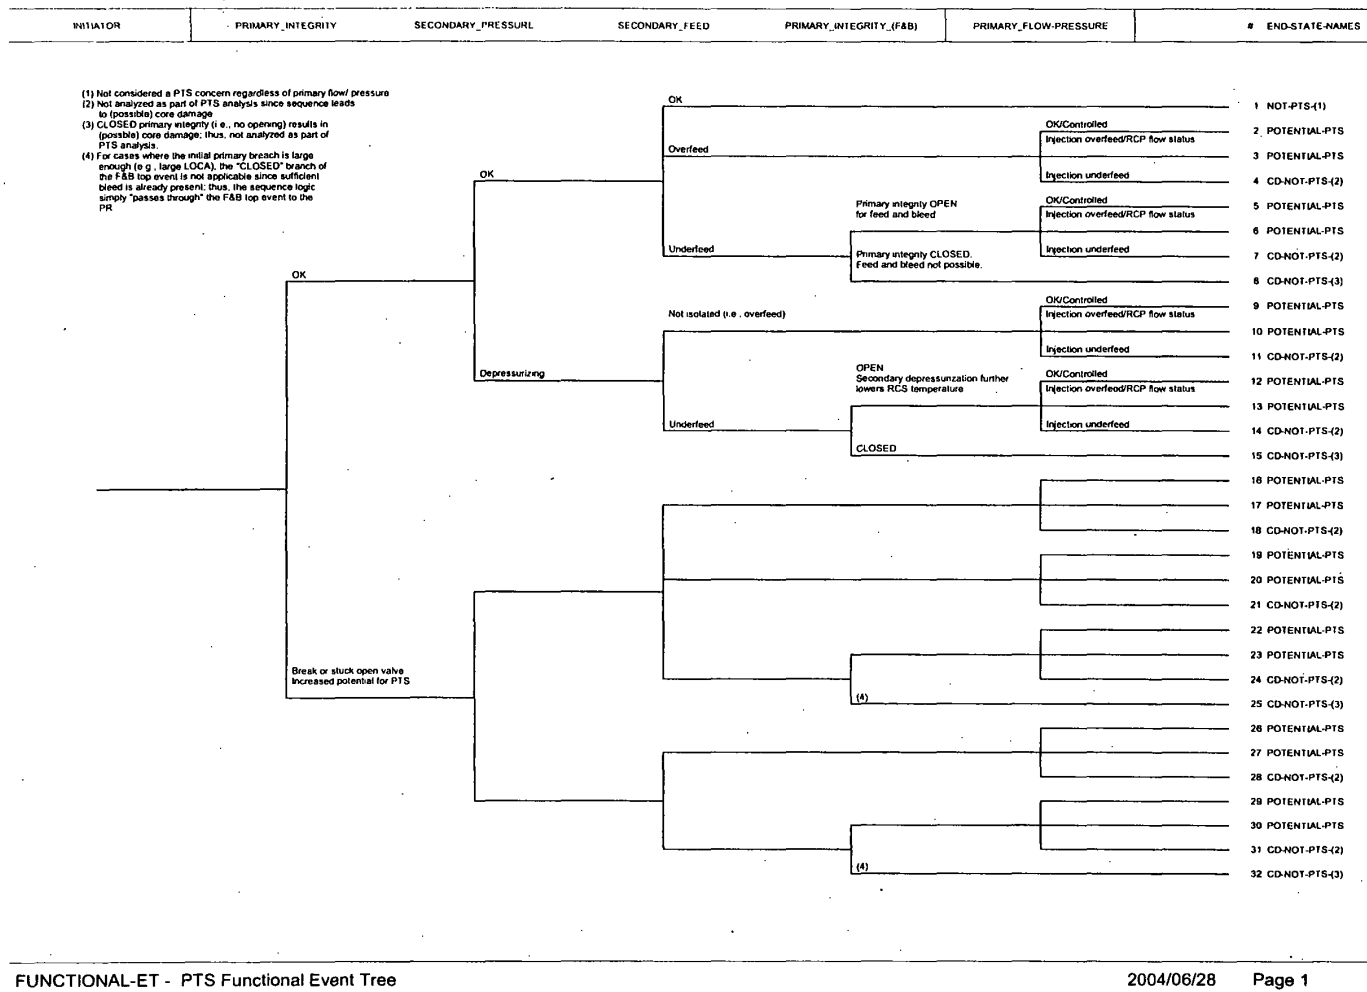 INITIATOR PRIMARY_INTEGRITY SECONDARY_PRESSURE SECONDARY_FEED PRIMARY_INTEGRITY_(F&B) PRIMARY_FLOW-PRESSURE # END-STATE-NAMES
(1) Not considered a PTS concern regardless of primary flow/ pressure
(2) Not analyzed as part of PTS analysis since sequence leads
to (possible) core damage
(3) CLOSED primary integrity (i.e., no opening) results in
(possible) core damage; thus, not analyzed as part of
PTS analysis.
(4) For cases where the initial primary breach is large
enough (e.g., large LOCA), the "CLOSED" branch of
the F&B top event is not applicable since sufficient
bleed is already present; thus, the sequence logic
simply "passes through" the F&B top event to the
PR
OK
1 NOT-PTS-(1)
OK/Controlled
2 POTENTIAL-PTS
Injection overfeed/RCP flow status
Overfeed
3 POTENTIAL-PTS
Injection underfeed
4 CD-NOT-PTS-(2)
OK
OK/Controlled
5 POTENTIAL-PTS
Primary integrity OPEN
for feed and bleed
Injection overfeed/RCP flow status
6 POTENTIAL-PTS
Underfeed
Primary integrity CLOSED.
Feed and bleed not possible.
Injection underfeed
7 CD-NOT-PTS-(2)
8 CD-NOT-PTS-(3)
OK
OK/Controlled
9 POTENTIAL-PTS
Not isolated (i.e., overfeed)
Injection overfeed/RCP flow status
10 POTENTIAL-PTS
Injection underfeed
11 CD-NOT-PTS-(2)
Depressurizing
OPEN
Secondary depressurization further
lowers RCS temperature
OK/Controlled
12 POTENTIAL-PTS
Injection overfeed/RCP flow status
13 POTENTIAL-PTS
Underfeed
Injection underfeed
14 CD-NOT-PTS-(2)
CLOSED
15 CD-NOT-PTS-(3)
16 POTENTIAL-PTS
17 POTENTIAL-PTS
18 CD-NOT-PTS-(2)
19 POTENTIAL-PTS
20 POTENTIAL-PTS
21 CD-NOT-PTS-(2)
22 POTENTIAL-PTS
23 POTENTIAL-PTS
Break or stuck open valve
Increased potential for PTS
24 CD-NOT-PTS-(2)
(4)
25 CD-NOT-PTS-(3)
26 POTENTIAL-PTS
27 POTENTIAL-PTS
28 CD-NOT-PTS-(2)
29 POTENTIAL-PTS
30 POTENTIAL-PTS
31 CD-NOT-PTS-(2)
(4)
32 CD-NOT-PTS-(3)
FUNCTIONAL-ET - PTS Functional Event Tree 2004/06/28 Page 1